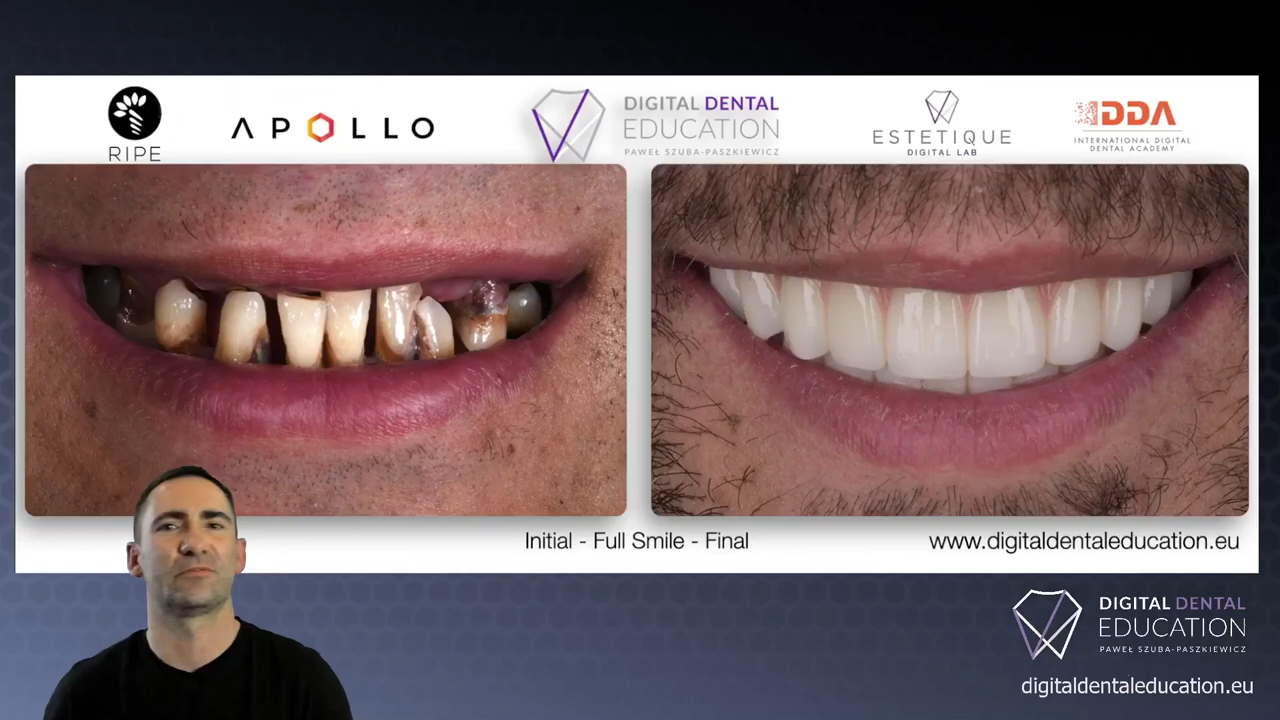 RIPE
APOLLO
DIGITAL DENTAL
EDUCATION
PAWEŁ SZUBA-PASZKIEWICZ
ESTETIQUE
DIGITAL LAB
IDDA
INTERNATIONAL DIGITAL
DENTAL ACADEMY
Initial - Full Smile - Final
www.digitaldentaleducation.eu
DIGITAL DENTAL
EDUCATION
PAWEŁ SZUBA-PASZKIEWICZ
digitaldentaleducation.eu